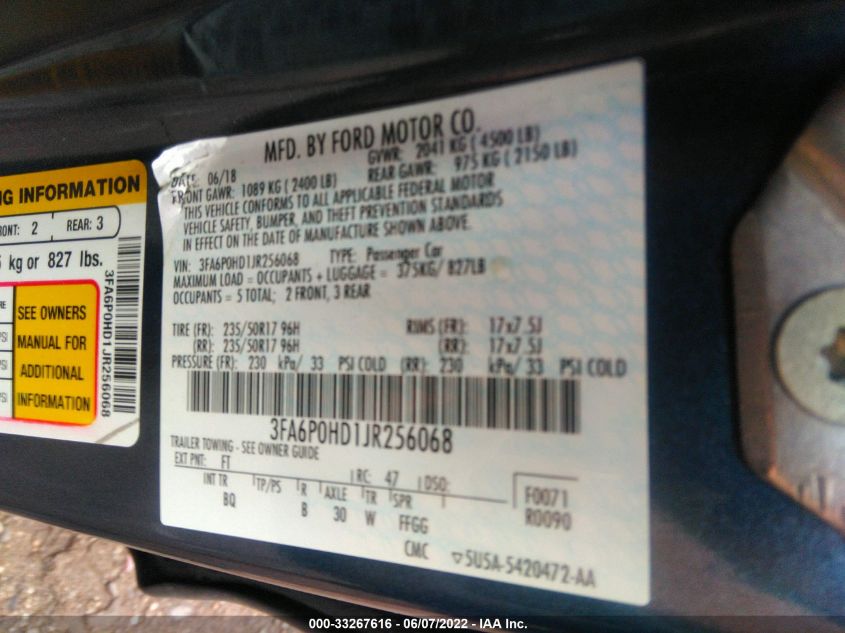 NG INFORMATION
RONT: 2 REAR: 3
kg or 827 lbs.
SEE OWNERS
MANUAL FOR
ADDITIONAL
INFORMATION
3FA6P0HD1JR256068
MFD. BY FORD MOTOR CO.
DATE: 06/18 GVWR: 2041 KG ( 4500 LB)
FRONT GAWR: 1089 KG ( 2400 LB) REAR GAWR: 975 KG ( 2150 LB)
THIS VEHICLE CONFORMS TO ALL APPLICABLE FEDERAL MOTOR
VEHICLE SAFETY, BUMPER, AND THEFT PREVENTION STANDARDS
IN EFFECT ON THE DATE OF MANUFACTURE SHOWN ABOVE.
VIN: 3FA6P0HD1JR256068 TYPE: Passenger Car
MAXIMUM LOAD = OCCUPANTS + LUGGAGE = 375KG/ 827LB
OCCUPANTS = 5 TOTAL; 2 FRONT, 3 REAR
TIRE (FR): 235/50R17 96H RIMS (FR): 17x7.5J
(RR): 235/50R17 96H (RR): 17x7.5J
PRESSURE (FR): 230 kPa/ 33 PSI COLD (RR): 230 kPa/ 33 PSI COLD
3FA6P0HD1JR256068
TRAILER TOWING - SEE OWNER GUIDE
EXT PNT: FT RC: 47 DSO:
INT TR TP/PS R AXLE TR SPR F0071
BQ B 30 W FFGG R0090
CMC ▽5U5A-5420472-AA
000-33267616 - 06/07/2022 - IAA Inc.